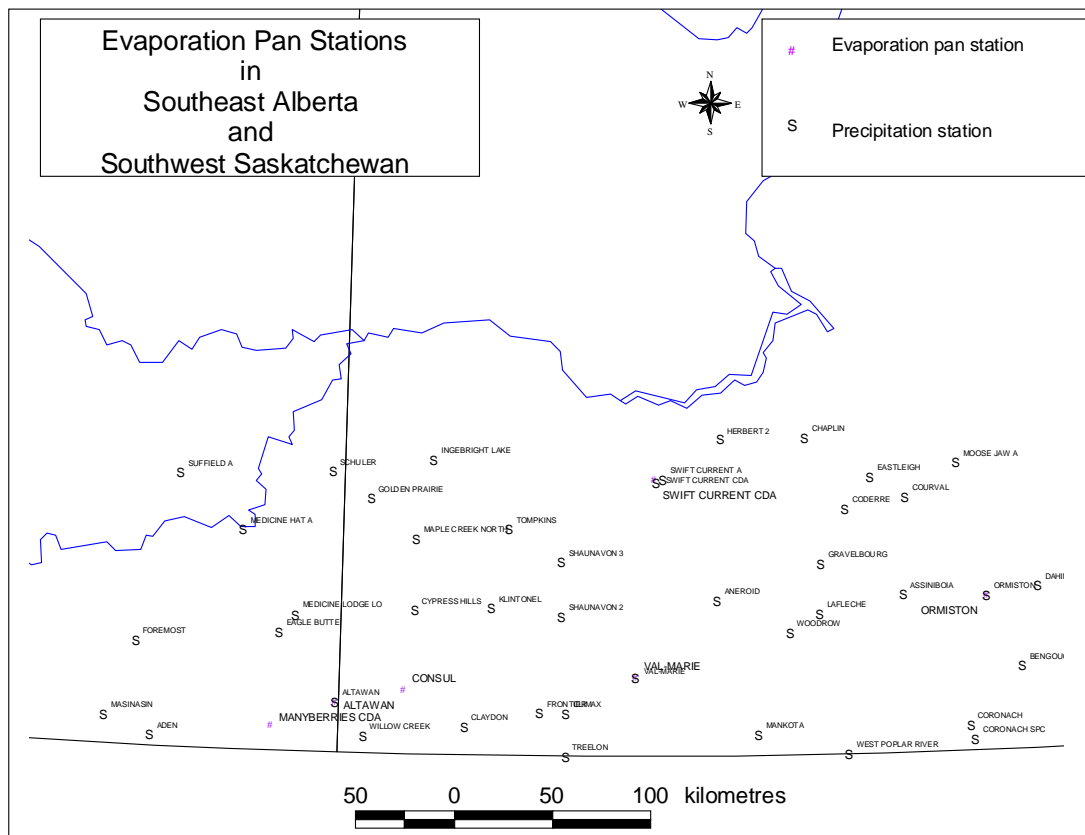 Evaporation Pan Stations
in
Southeast Alberta
and
Southwest Saskatchewan
# Evaporation pan station
S Precipitation station
N
W E
S
HERBERT 2
CHAPLIN
INGEBRIGHT LAKE
MOOSE JAW A
SUFFIELD A
SCHULER
SWIFT CURRENT A
EASTLEIGH
SWIFT CURRENT CDA
SWIFT CURRENT CDA
COURVAL
GOLDEN PRAIRIE
CODERRE
MEDICINE HAT A
MAPLE CREEK NORTH
TOMPKINS
SHAUNAVON 3
GRAVELBOURG
ASSINIBOIA
ORMISTON
DAHIN
ORMISTON
CYPRESS HILLS
KLINTONEL
ANEROID
MEDICINE LODGE LO
SHAUNAVON 2
LAFLECHE
EAGLE BUTTE
FOREMOST
WOODROW
VAL-MARIE
VAL-MARIE
BENGOUG
CONSUL
ALTAWAN
ALTAWAN
MASINASIN
MANYBERRIES CDA
FRONTIER
CLIMAX
CLAYDON
ADEN
WILLOW CREEK
MANKOTA
CORONACH
CORONACH SPC
TREELON
WEST POPLAR RIVER
50 0 50 100 kilometres